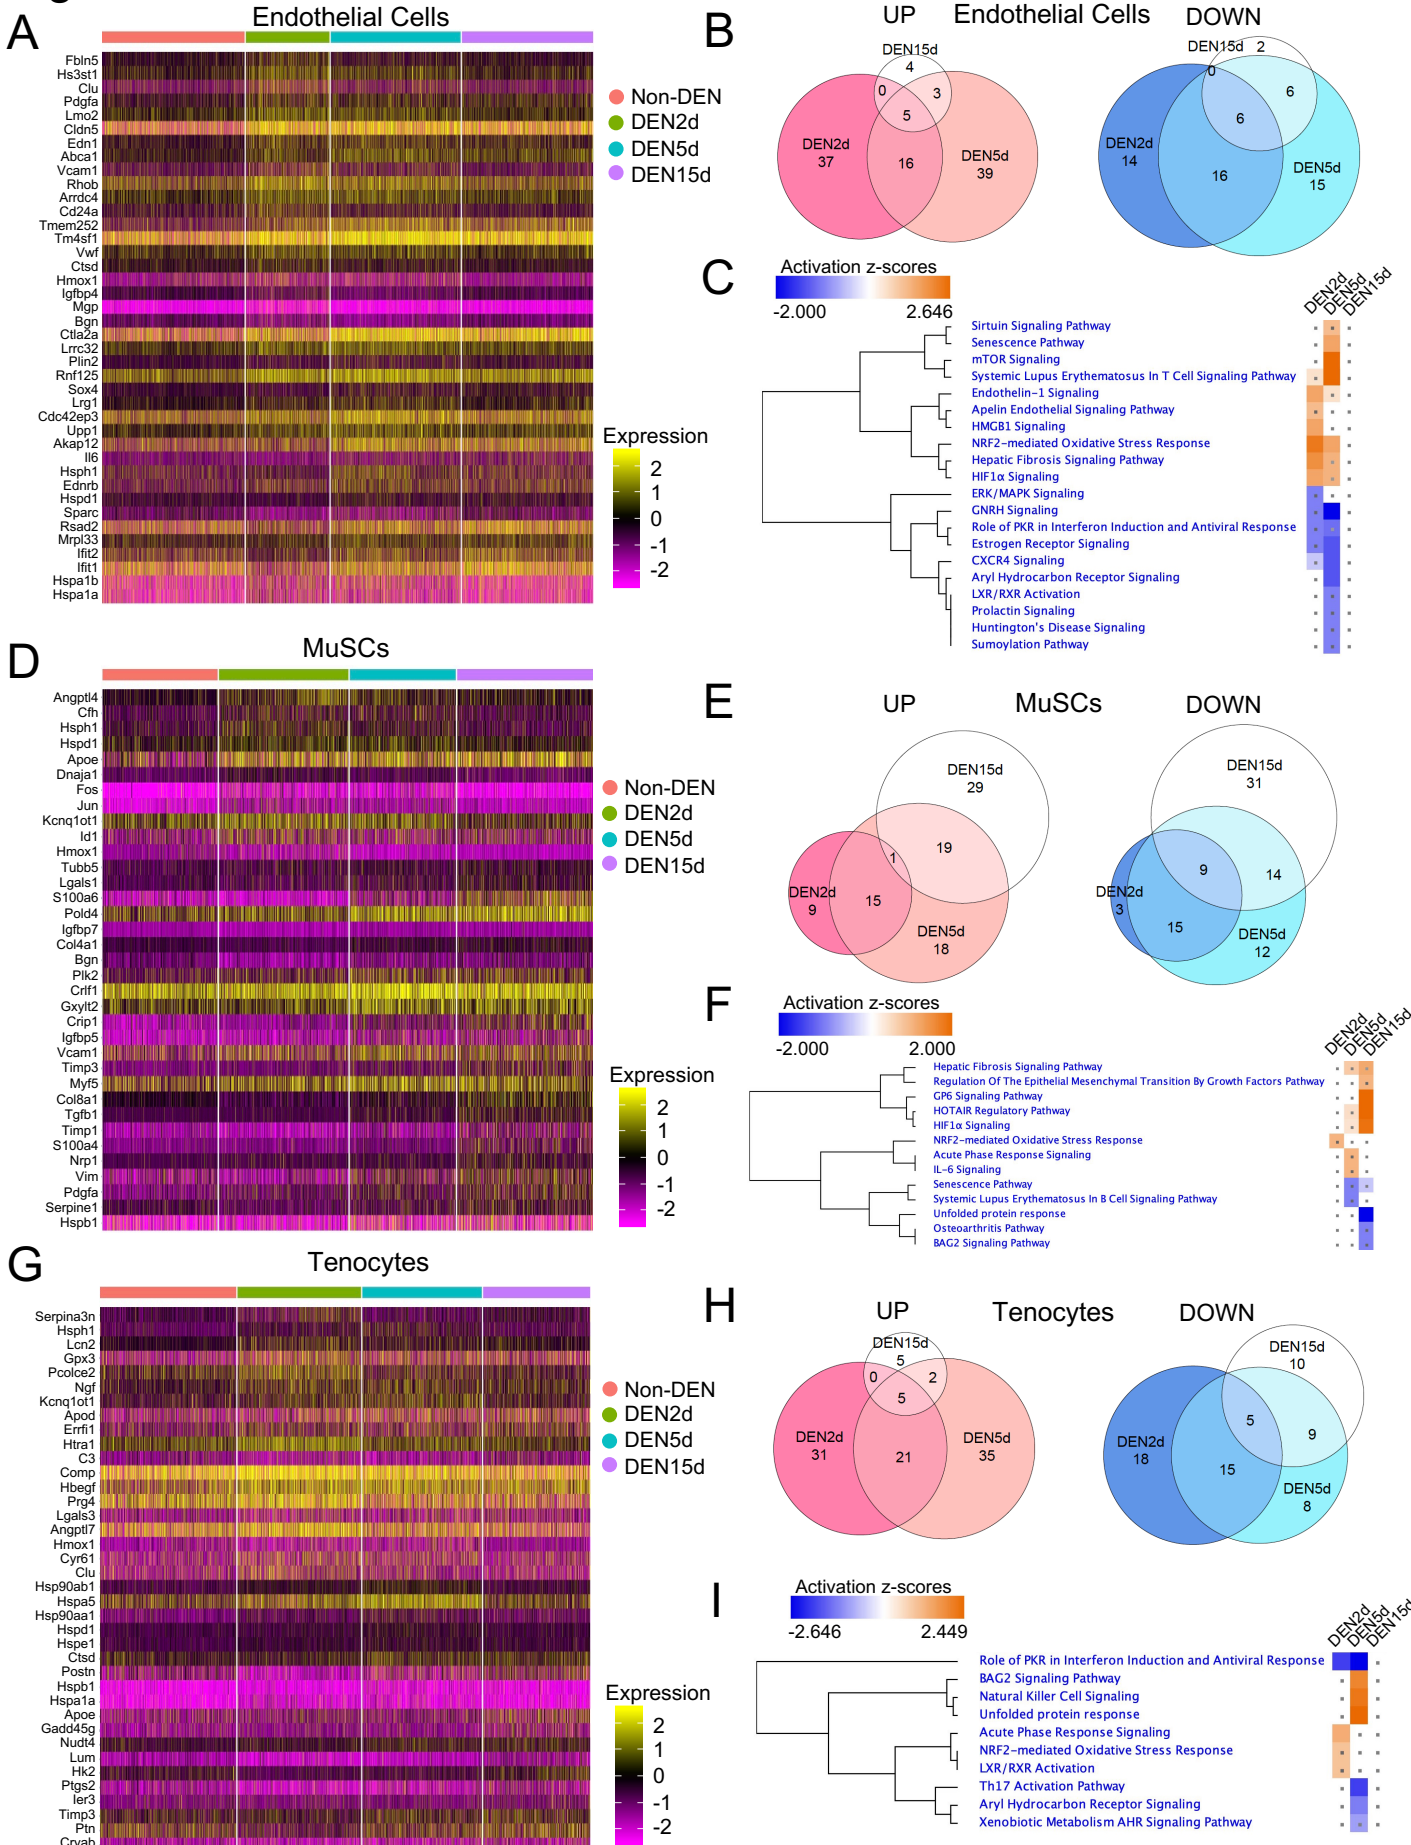 A
Endothelial Cells
Fbln5
Hs3st1
Clu
Pdgfa
Lmo2
Cldn5
Edn1
Abca1
Vcam1
Rhob
Arrdc4
Cd24a
Tmem252
Tm4sf1
Vwf
Ctsd
Hmox1
Igfbp4
Mgp
Bgn
Ctla2a
Lrrc32
Plin2
Rnf125
Sox4
Lrg1
Cdc42ep3
Upp1
Akap12
Il6
Hsph1
Ednrb
Hspd1
Sparc
Rsad2
Mrpl33
Ifit2
Ifit1
Hspa1b
Hspa1a
Non-DEN
DEN2d
DEN5d
DEN15d
Expression
2
1
0
-1
-2
B
UP
Endothelial Cells
DOWN
DEN15d
4
0
3
5
DEN2d
37
16
DEN5d
39
DEN15d
2
0
6
6
DEN2d
14
16
DEN5d
15
C
Activation z-scores
-2.000
2.646
DEN2d
DEN5d
DEN15d
Sirtuin Signaling Pathway
Senescence Pathway
mTOR Signaling
Systemic Lupus Erythematosus In T Cell Signaling Pathway
Endothelin-1 Signaling
Apelin Endothelial Signaling Pathway
HMGB1 Signaling
NRF2-mediated Oxidative Stress Response
Hepatic Fibrosis Signaling Pathway
HIF1α Signaling
ERK/MAPK Signaling
GNRH Signaling
Role of PKR in Interferon Induction and Antiviral Response
Estrogen Receptor Signaling
CXCR4 Signaling
Aryl Hydrocarbon Receptor Signaling
LXR/RXR Activation
Prolactin Signaling
Huntington's Disease Signaling
Sumoylation Pathway
D
MuSCs
Angptl4
Cfh
Hsph1
Hspd1
Apoe
Dnaja1
Fos
Jun
Kcnq1ot1
Id1
Hmox1
Tubb5
Lgals1
S100a6
Pold4
Igfbp7
Col4a1
Bgn
Plk2
Crlf1
Gxylt2
Crip1
Igfbp5
Vcam1
Timp3
Myf5
Col8a1
Tgfb1
Timp1
S100a4
Nrp1
Vim
Pdgfa
Serpine1
Hspb1
Non-DEN
DEN2d
DEN5d
DEN15d
Expression
2
1
0
-1
-2
E
UP
MuSCs
DOWN
DEN15d
29
19
1
DEN2d
9
15
DEN5d
18
DEN15d
31
9
14
DEN2d
3
15
DEN5d
12
F
Activation z-scores
-2.000
2.000
DEN2d
DEN5d
DEN15d
Hepatic Fibrosis Signaling Pathway
Regulation Of The Epithelial Mesenchymal Transition By Growth Factors Pathway
GP6 Signaling Pathway
HOTAIR Regulatory Pathway
HIF1α Signaling
NRF2-mediated Oxidative Stress Response
Acute Phase Response Signaling
IL-6 Signaling
Senescence Pathway
Systemic Lupus Erythematosus In B Cell Signaling Pathway
Unfolded protein response
Osteoarthritis Pathway
BAG2 Signaling Pathway
G
Tenocytes
Serpina3n
Hsph1
Lcn2
Gpx3
Pcolce2
Ngf
Kcnq1ot1
Apod
Errfi1
Htra1
C3
Comp
Hbegf
Prg4
Lgals3
Angptl7
Hmox1
Cyr61
Clu
Hsp90ab1
Hspa5
Hsp90aa1
Hspd1
Hspe1
Ctsd
Postn
Hspb1
Hspa1a
Apoe
Gadd45g
Nudt4
Lum
Hk2
Ptgs2
Ier3
Timp3
Ptn
Cryab
Non-DEN
DEN2d
DEN5d
DEN15d
Expression
2
1
0
-1
-2
H
UP
Tenocytes
DOWN
DEN15d
5
0
2
5
DEN2d
31
21
DEN5d
35
DEN15d
10
5
9
DEN2d
18
15
DEN5d
8
I
Activation z-scores
-2.646
2.449
DEN2d
DEN5d
DEN15d
Role of PKR in Interferon Induction and Antiviral Response
BAG2 Signaling Pathway
Natural Killer Cell Signaling
Unfolded protein response
Acute Phase Response Signaling
NRF2-mediated Oxidative Stress Response
LXR/RXR Activation
Th17 Activation Pathway
Aryl Hydrocarbon Receptor Signaling
Xenobiotic Metabolism AHR Signaling Pathway